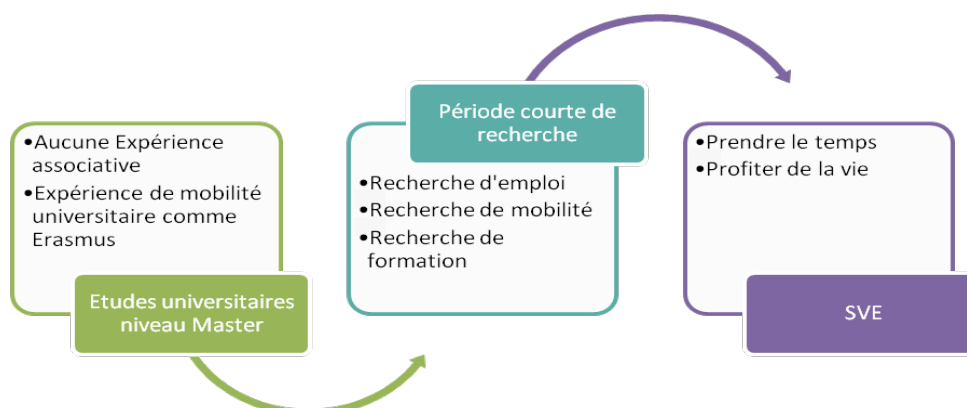 •Aucune Expérience
associative
•Expérience de mobilité
universitaire comme
Erasmus
Etudes universitaires
niveau Master
Période courte de
recherche
•Recherche d'emploi
•Recherche de mobilité
•Recherche de
formation
•Prendre le temps
•Profiter de la vie
SVE